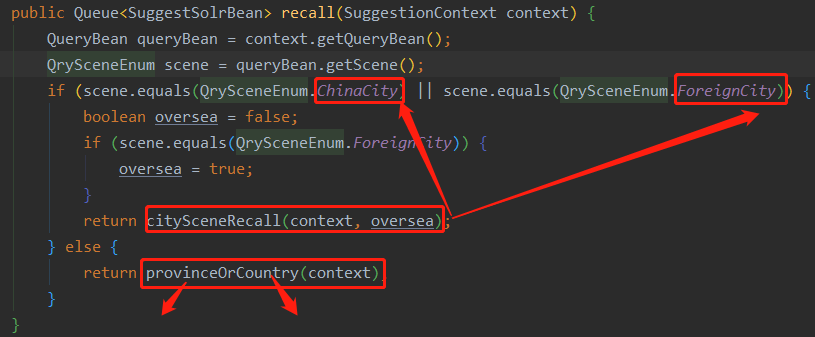 public Queue<SuggestSolrBean> recall(SuggestionContext context) {
QueryBean queryBean = context.getQueryBean();
QrySceneEnum scene = queryBean.getScene();
if (scene.equals(QrySceneEnum.ChinaCity) || scene.equals(QrySceneEnum.ForeignCity)) {
boolean oversea = false;
if (scene.equals(QrySceneEnum.ForeignCity)) {
oversea = true;
}
return citySceneRecall(context, oversea);
} else {
return provinceOrCountry(context)
}
}